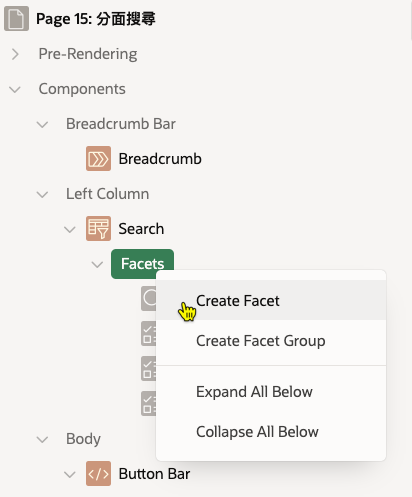 Page 15: 分面搜尋
Pre-Rendering
Components
Breadcrumb Bar
Breadcrumb
Left Column
Search
Facets
Create Facet
Create Facet Group
Expand All Below
Collapse All Below
Body
Button Bar